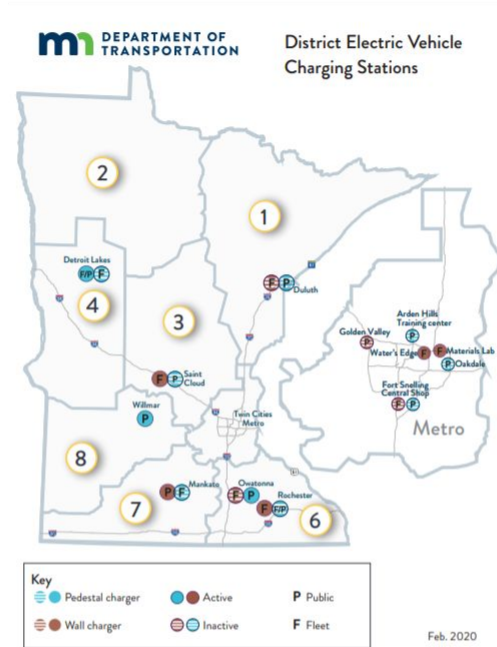 mn DEPARTMENT OF
TRANSPORTATION
District Electric Vehicle
Charging Stations
2
1
Detroit Lakes
F/P F
4
3
F P
Duluth
Arden Hills
Training center
P
Golden Valley
P
Water's Edge F
F Materials Lab
P Oakdale
Fort Snelling
Central Shop
F P
Metro
F P Saint
Cloud
Willmar
P
Twin Cities
Metro
8
7
P F Mankato
Owatonna
F P
Rochester
F F/P
6
Key
Pedestal charger
Active
P Public
Wall charger
Inactive
F Fleet
Feb. 2020